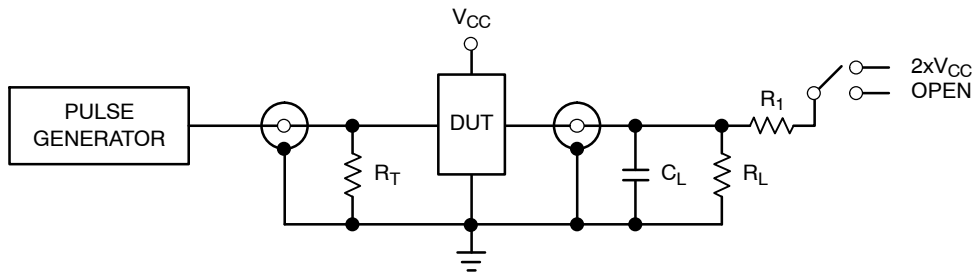 V_CC
2xV_CC
OPEN
PULSE
GENERATOR
DUT
R_1
R_T
C_L
R_L